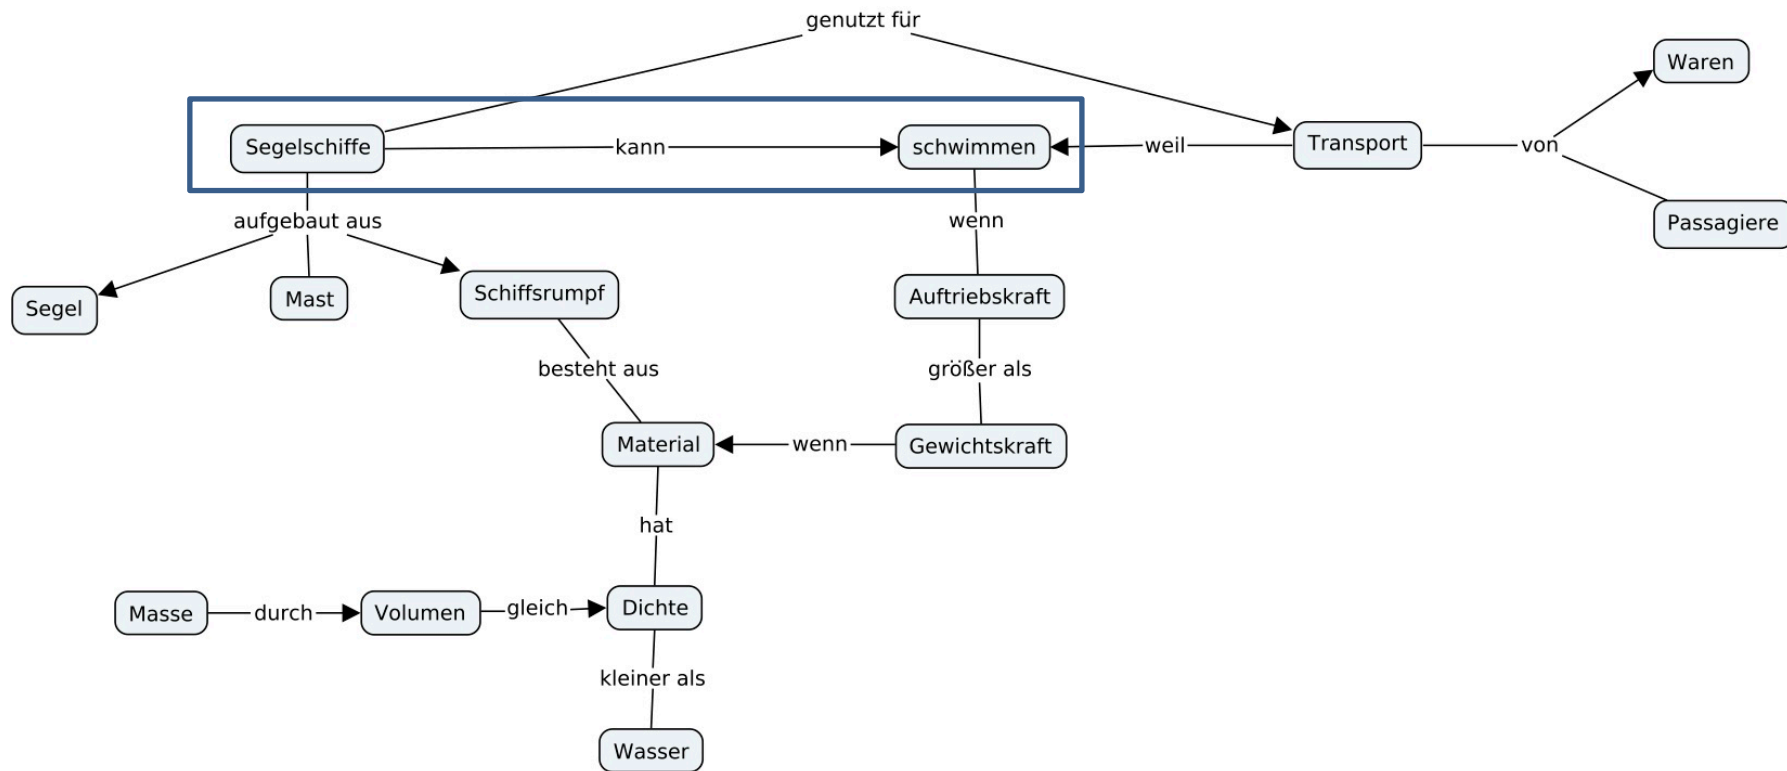 genutzt für
Waren
Segelschiffe
kann
schwimmen
weil
Transport
von
Passagiere
aufgebaut aus
wenn
Segel
Mast
Schiffsrumpf
Auftriebskraft
besteht aus
größer als
Material
wenn
Gewichtskraft
hat
Masse
durch
Volumen
gleich
Dichte
kleiner als
Wasser